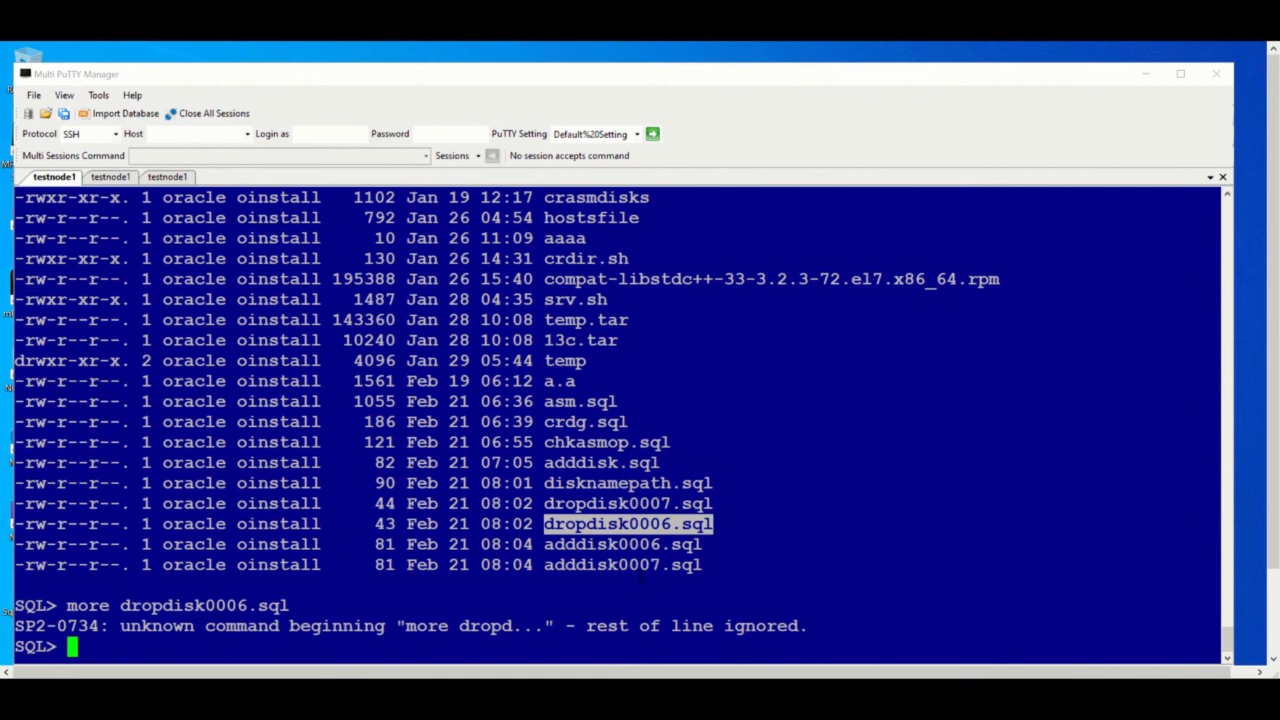 Multi PuTTY Manager
File View Tools Help
Import Database Close All Sessions
Protocol SSH Host Login as Password PuTTY Setting Default%20Setting
Multi Sessions Command Sessions No session accepts command
testnode1 testnode1 testnode1
-rwxr-xr-x. 1 oracle oinstall 1102 Jan 19 12:17 crasmdisks
-rw-r--r--. 1 oracle oinstall 792 Jan 26 04:54 hostsfile
-rw-r--r--. 1 oracle oinstall 10 Jan 26 11:09 aaaa
-rwxr-xr-x. 1 oracle oinstall 130 Jan 26 14:31 crdir.sh
-rw-r--r--. 1 oracle oinstall 195388 Jan 26 15:40 compat-libstdc++-33-3.2.3-72.el7.x86_64.rpm
-rwxr-xr-x. 1 oracle oinstall 1487 Jan 28 04:35 srv.sh
-rw-r--r--. 1 oracle oinstall 143360 Jan 28 10:08 temp.tar
-rw-r--r--. 1 oracle oinstall 10240 Jan 28 10:08 13c.tar
drwxr-xr-x. 2 oracle oinstall 4096 Jan 29 05:44 temp
-rw-r--r--. 1 oracle oinstall 1561 Feb 19 06:12 a.a
-rw-r--r--. 1 oracle oinstall 1055 Feb 21 06:36 asm.sql
-rw-r--r--. 1 oracle oinstall 186 Feb 21 06:39 crdg.sql
-rw-r--r--. 1 oracle oinstall 121 Feb 21 06:55 chkasmop.sql
-rw-r--r--. 1 oracle oinstall 82 Feb 21 07:05 adddisk.sql
-rw-r--r--. 1 oracle oinstall 90 Feb 21 08:01 disknamepath.sql
-rw-r--r--. 1 oracle oinstall 44 Feb 21 08:02 dropdisk0007.sql
-rw-r--r--. 1 oracle oinstall 43 Feb 21 08:02 dropdisk0006.sql
-rw-r--r--. 1 oracle oinstall 81 Feb 21 08:04 adddisk0006.sql
-rw-r--r--. 1 oracle oinstall 81 Feb 21 08:04 adddisk0007.sql
SQL> more dropdisk0006.sql
SP2-0734: unknown command beginning "more dropd..." - rest of line ignored.
SQL>